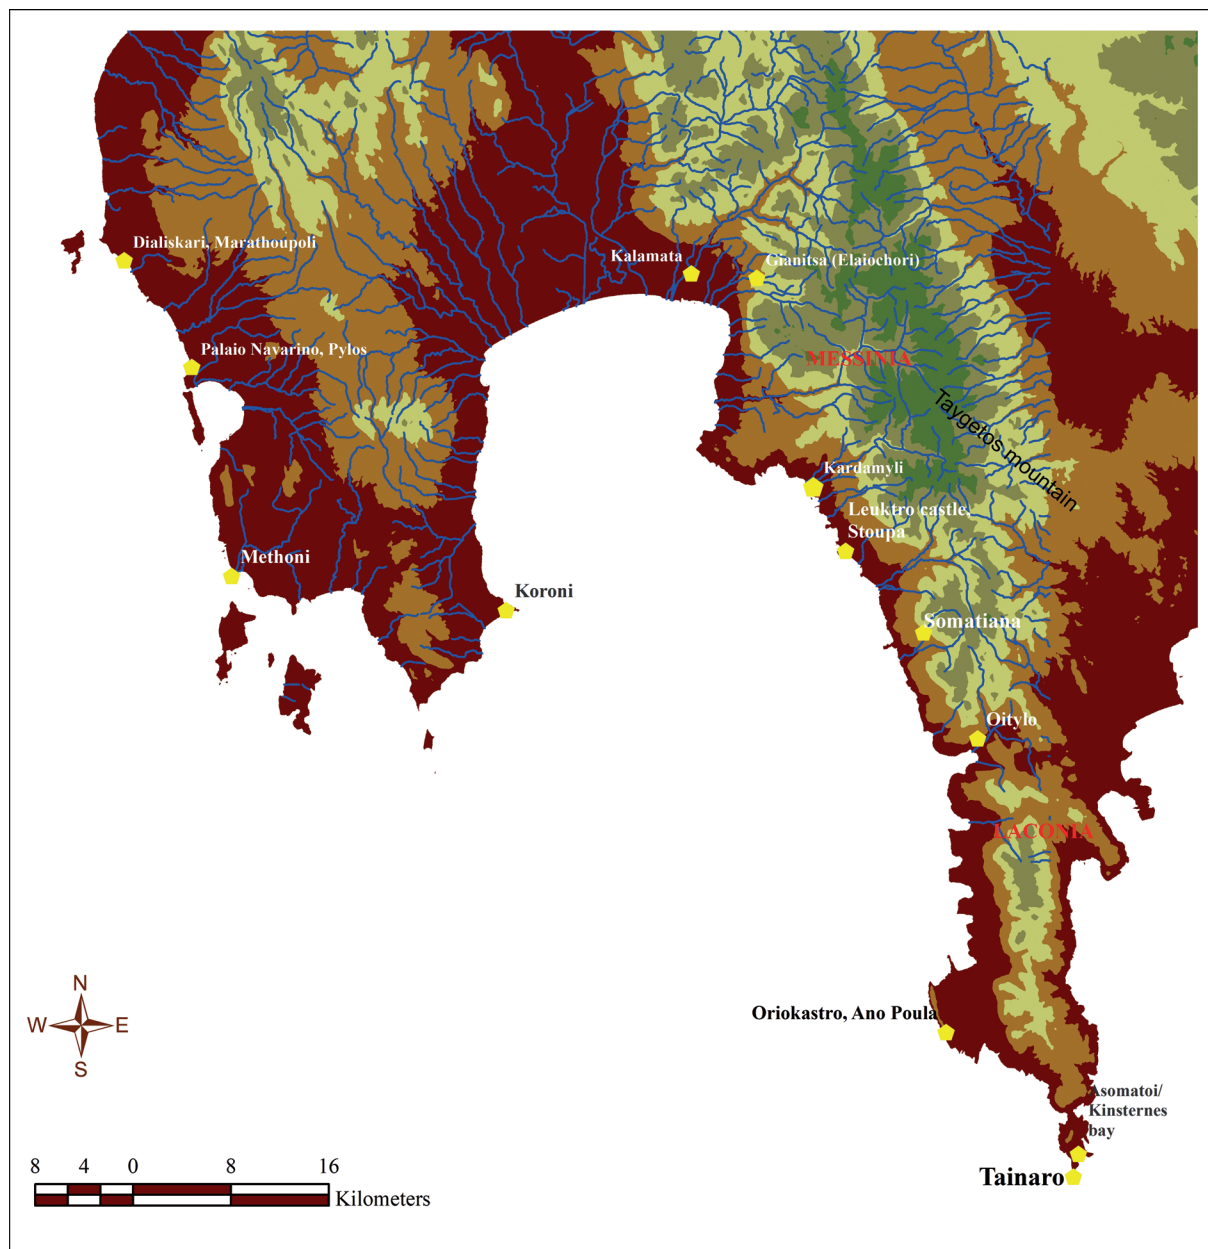 Dialiskari, Marathoupoli
Kalamata
Gianitsa (Elaiochori)
Palaio Navarino, Pylos
MESSINIA
Taygetos mountain
Kardamyli
Leuktro castle,
Stoupa
Methoni
Koroni
Somatiana
Oitylo
LACONIA
N
W E
S
Oriokastro, Ano Poula
Asomatoi/
Kinsternes
bay
Tainaro
8 4 0 8 16
Kilometers